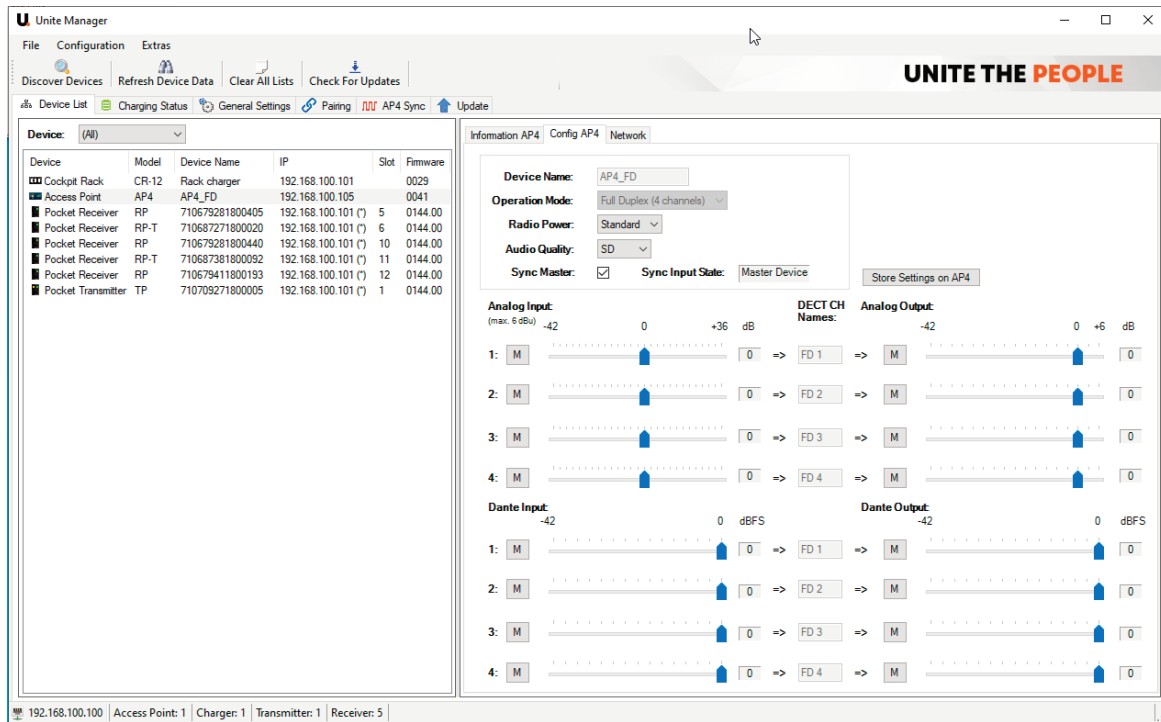 U. Unite Manager
File Configuration Extras
Discover Devices Refresh Device Data Clear All Lists Check For Updates
UNITE THE PEOPLE
Device List Charging Status General Settings Pairing AP4 Sync Update
Device: (All)
Device Model Device Name IP Slot Firmware
Cockpit Rack CR-12 Rack charger 192.168.100.101 0029
Access Point AP4 AP4_FD 192.168.100.105 0041
Pocket Receiver RP 710679281800405 192.168.100.101 (*) 5 0144.00
Pocket Receiver RP-T 710687271800020 192.168.100.101 (*) 6 0144.00
Pocket Receiver RP 710679281800440 192.168.100.101 (*) 10 0144.00
Pocket Receiver RP-T 710687381800092 192.168.100.101 (*) 11 0144.00
Pocket Receiver RP 710679411800193 192.168.100.101 (*) 12 0144.00
Pocket Transmitter TP 710709271800005 192.168.100.101 (*) 1 0144.00
Information AP4 Config AP4 Network
Device Name: AP4_FD
Operation Mode: Full Duplex (4 channels)
Radio Power: Standard
Audio Quality: SD
Sync Master: Sync Input State: Master Device
Store Settings on AP4
Analog Input: DECT CH Analog Output:
(max. 6 dBu) Names:
-42 0 +36 dB -42 0 +6 dB
1: M 0 => FD 1 => M 0
2: M 0 => FD 2 => M 0
3: M 0 => FD 3 => M 0
4: M 0 => FD 4 => M 0
Dante Input: Dante Output:
-42 0 dBFS -42 0 dBFS
1: M 0 => FD 1 => M 0
2: M 0 => FD 2 => M 0
3: M 0 => FD 3 => M 0
4: M 0 => FD 4 => M 0
192.168.100.100 Access Point: 1 Charger: 1 Transmitter: 1 Receiver: 5